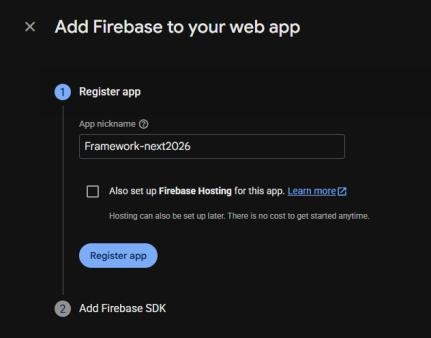 Add Firebase to your web app
1 Register app
App nickname
Framework-next2026
Also set up Firebase Hosting for this app. Learn more
Hosting can also be set up later. There is no cost to get started anytime.
Register app
2 Add Firebase SDK